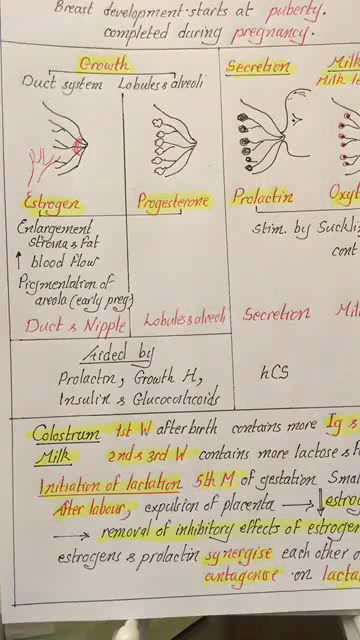 Breast development starts at puberty.
completed during pregnancy.
Growth
Duct system Lobules & alveoli
Estrogen Progesterone
Enlargement
stroma & Fat
↑ blood flow
Pigmentation of
areola (early preg)
Duct & Nipple Lobules & alveoli
Secretion
Prolactin
stim. by Suckli
cont
Secretion
Aided by
Prolactin, Growth H,
Insulin & Glucocorticoids
hCS
Colostrum 1st W after birth contains more Ig s
Milk 2nd & 3rd W contains more lactose &
Initiation of lactation 5th M of gestation Smal
After labour, expulsion of placenta → ↓ estrog
→ removal of inhibitory effects of estrogen
estrogens & prolactin synergise each other o
antagonise on lacta